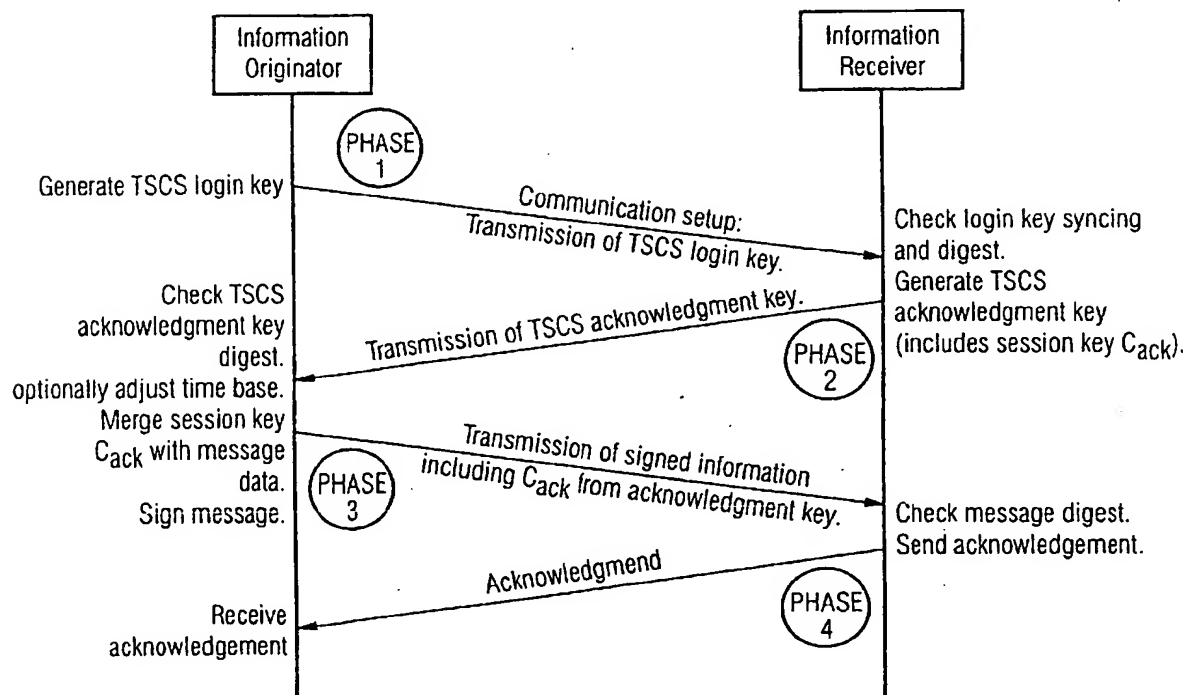 Information
Originator
Information
Receiver
PHASE
1
Generate TSCS login key
Communication setup:
Transmission of TSCS login key.
Check login key syncing
and digest.
Generate TSCS
acknowledgment key
(includes session key Cack).
Transmission of TSCS acknowledgment key.
PHASE
2
Check TSCS
acknowledgment key
digest.
optionally adjust time base.
Merge session key
Cack with message
data.
Sign message.
PHASE
3
Transmission of signed information
including Cack from acknowledgment key.
Check message digest.
Send acknowledgement.
Acknowledgmend
PHASE
4
Receive
acknowledgement